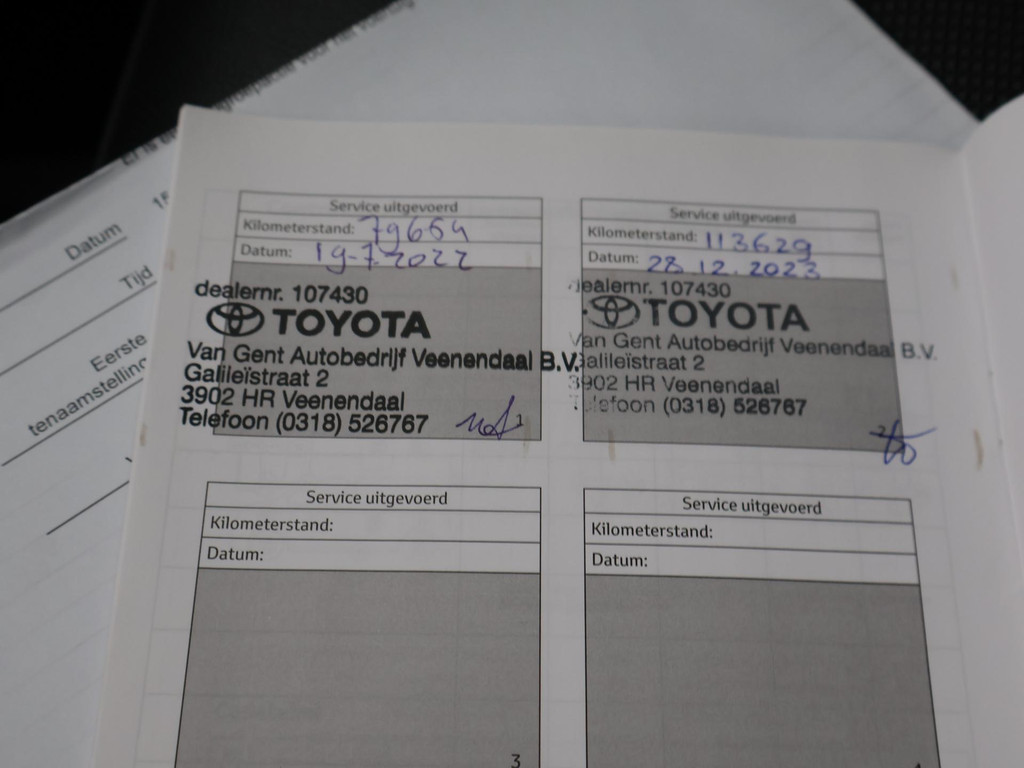 Datum
Tijd
Eerste
tenaamstelling
Service uitgevoerd
Kilometerstand: 79664
Datum: 19-7-2022
dealernr. 107430
TOYOTA
Van Gent Autobedrijf Veenendaal B.V.
Galileïstraat 2
3902 HR Veenendaal
Telefoon (0318) 526767
1
Service uitgevoerd
Kilometerstand: 113629
Datum: 28.12.2023
dealernr. 107430
TOYOTA
Van Gent Autobedrijf Veenendaal B.V.
Galileïstraat 2
3902 HR Veenendaal
Telefoon (0318) 526767
2
Service uitgevoerd
Kilometerstand:
Datum:
3
Service uitgevoerd
Kilometerstand:
Datum: